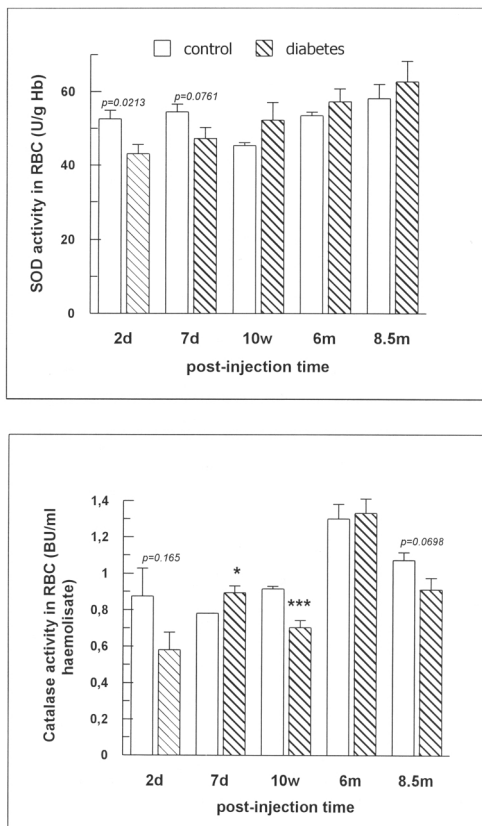 control diabetes
SOD activity in RBC (U/g Hb)
60
40
20
0
p=0.0213
p=0.0761
2d 7d 10w 6m 8.5m
post-injection time
Catalase activity in RBC (BU/ml
haemolisate)
1,4
1,2
1
0,8
0,6
0,4
0,2
0
p=0.165
*
***
p=0.0698
2d 7d 10w 6m 8.5m
post-injection time